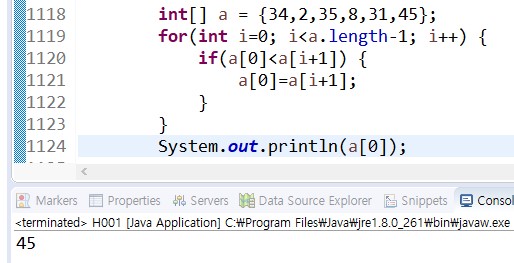 1118 int[] a = {34,2,35,8,31,45};
1119 for(int i=0; i<a.length-1; i++) {
1120 if(a[0]<a[i+1]) {
1121 a[0]=a[i+1];
1122 }
1123 }
1124 System.out.println(a[0]);
Markers Properties Servers Data Source Explorer Snippets Consol
<terminated> H001 [Java Application] C:₩Program Files₩Java₩jre1.8.0_261₩bin₩javaw.exe
45